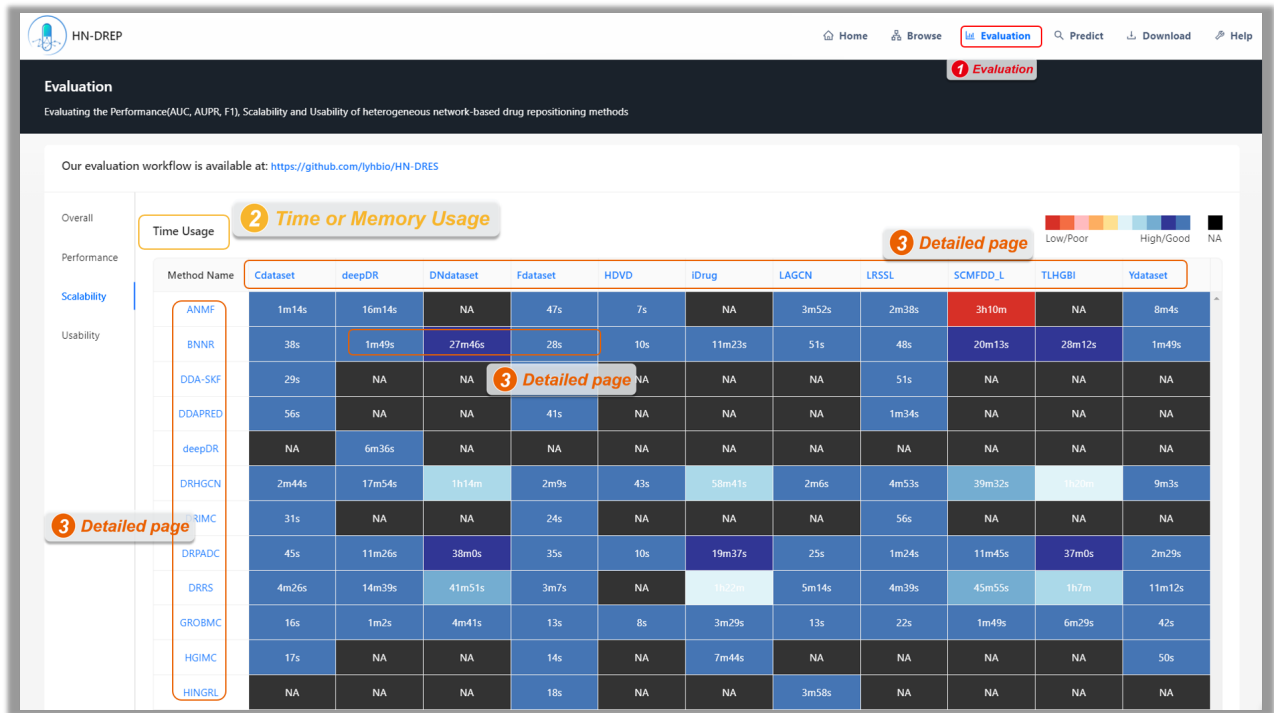 HN-DREP
Home Browse Evaluation Predict Download Help
1 Evaluation
Evaluation
Evaluating the Performance(AUC, AUPR, F1), Scalability and Usability of heterogeneous network-based drug repositioning methods
Our evaluation workflow is available at: https://github.com/lyhbio/HN-DRES
Overall
Performance
Scalability
Usability
Time Usage
2 Time or Memory Usage
3 Detailed page
Low/Poor High/Good NA
Method Name Cdataset deepDR DNdataset Fdataset HDVD iDrug LAGCN LRSSL SCMFDD_L TLHGBI Ydataset
ANMF 1m14s 16m14s NA 47s 7s NA 3m52s 2m38s 3h10m NA 8m4s
BNNR 38s 1m49s 27m46s 28s 10s 11m23s 51s 48s 20m13s 28m12s 1m49s
DDA-SKF 29s NA NA NA NA NA 51s NA NA NA
3 Detailed page
DDAPRED 56s NA NA 41s NA NA NA 1m34s NA NA NA
deepDR NA 6m36s NA NA NA NA NA NA NA NA NA
DRHGCN 2m44s 17m54s 1h14m 2m9s 43s 58m41s 2m6s 4m53s 39m32s 9m3s
31s NA NA 24s NA NA NA 56s NA NA NA
3 Detailed page
DRPADC 45s 11m26s 38m0s 35s 10s 19m37s 25s 1m24s 11m45s 37m0s 2m29s
DRRS 4m26s 14m39s 41m51s 3m7s NA 5m14s 4m39s 45m55s 1h7m 11m12s
GROBMC 16s 1m2s 4m41s 13s 8s 3m29s 13s 22s 1m49s 6m29s 42s
HGIMC 17s NA NA 14s NA 7m44s NA NA NA NA 50s
HINGRL NA NA NA 18s NA NA 3m58s NA NA NA NA